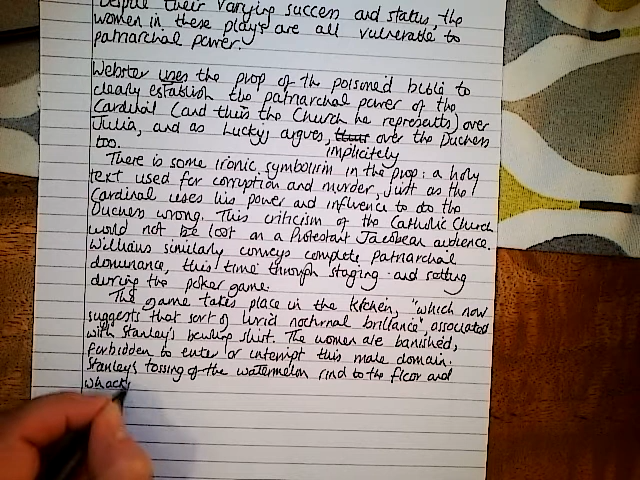 Despite their varying success and status the
women in these plays are all vulnerable to
patriarchal power.
Webster uses the prop of the poisoned bible to
clearly establish the patriarchal power of the
Cardinal (and thus the Church he represents) over
Julia, and as Luckyj argues, over the Duchess
implicitly
too.
There is some ironic symbolism in the prop: a holy
text used for corruption and murder, just as the
Cardinal uses his power and influence to do the
Duchess wrong. This criticism of the Catholic Church
would not be lost on a Protestant Jacobean audience.
Williams similarly conveys complete patriarchal
dominance, this time through staging and setting
during the poker game.
The game takes place in the kitchen, "which now
suggests that sort of lurid nocturnal brillance", associated
with Stanley's bowling shirt. The women are banished,
forbidden to enter or interrupt this male domain.
Stanleys tossing of the watermelon rind to the floor and
whack